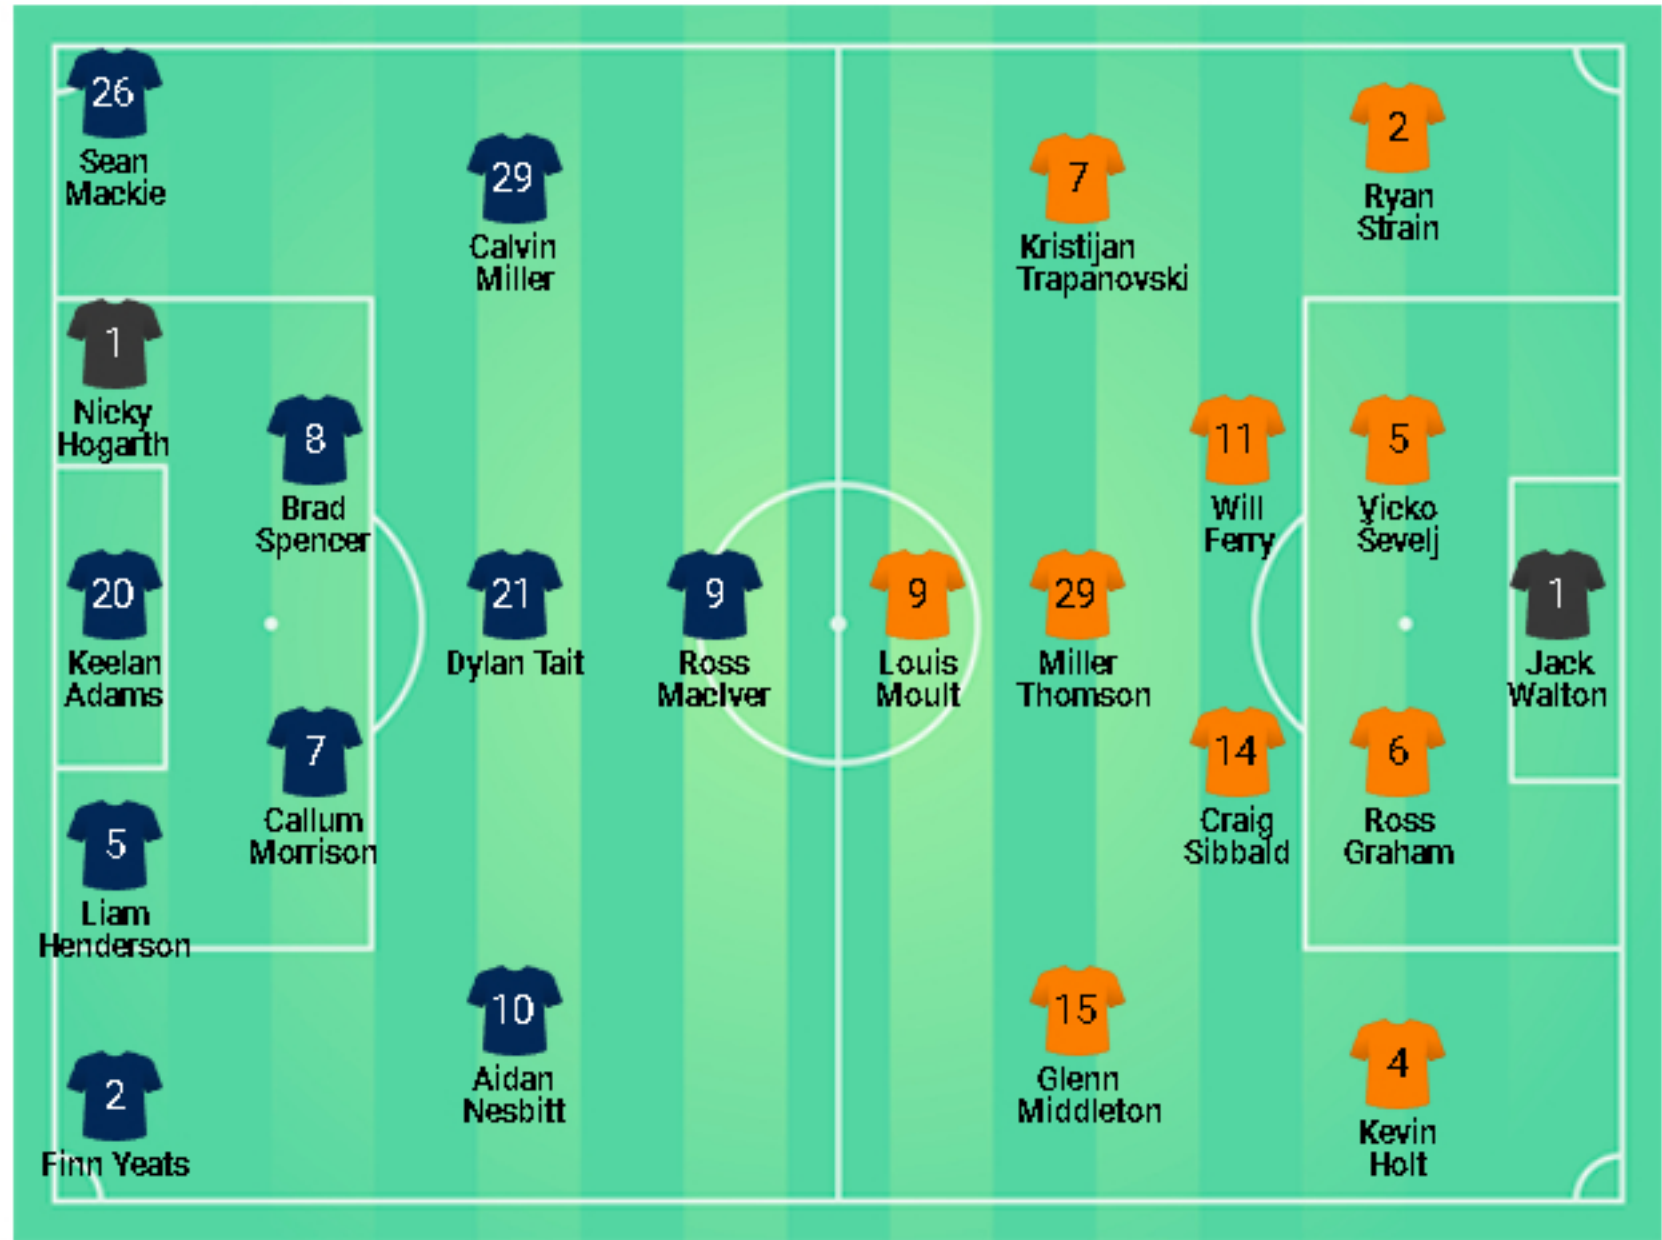 26
Sean
Mackie
1
Nicky
Hogarth
20
Keelan
Adams
5
Liam
Henderson
2
Finn Yeats
8
Brad
Spencer
7
Callum
Morrison
29
Calvin
Miller
21
Dylan Tait
10
Aidan
Nesbitt
9
Ross
MacIver
9
Louis
Moult
7
Kristijan
Trapanovski
29
Miller
Thomson
15
Glenn
Middleton
11
Will
Ferry
14
Craig
Sibbald
2
Ryan
Strain
5
Vicko
Ševelj
6
Ross
Graham
4
Kevin
Holt
1
Jack
Walton